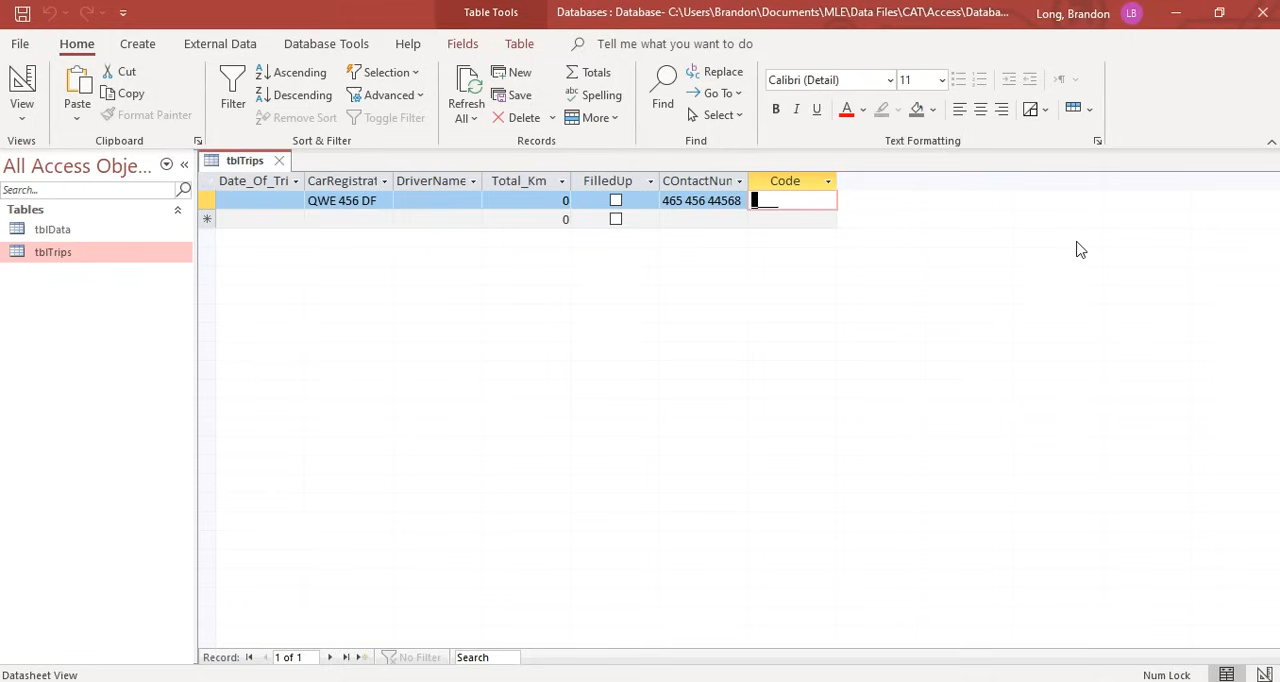 Table Tools
Databases : Database- C:\Users\Brandon\Documents\MLE\Data Files\CAT\Access\Databa...
Long, Brandon
LB
File
Home
Create
External Data
Database Tools
Help
Fields
Table
Tell me what you want to do
View
Views
Paste
Cut
Copy
Format Painter
Clipboard
Filter
Ascending
Descending
Remove Sort
Selection
Advanced
Toggle Filter
Sort & Filter
Refresh
All
New
Save
Delete
Totals
Spelling
More
Records
Find
Replace
Go To
Select
Find
Calibri (Detail)
11
B I U A
Text Formatting
All Access Obje...
Search...
Tables
tblData
tblTrips
tblTrips
Date_Of_Tri CarRegistrat DriverName Total_Km FilledUp COntactNun Code
QWE 456 DF 0 465 456 44568 ____
0
Record: 1 of 1 No Filter Search
Datasheet View
Num Lock